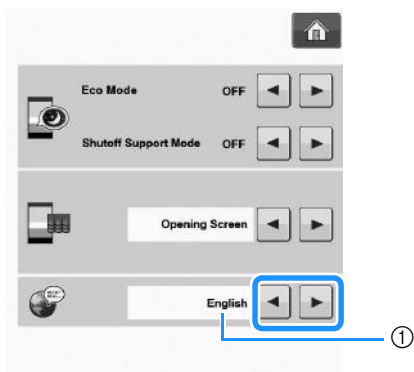 Eco Mode OFF
Shutoff Support Mode OFF
Opening Screen
English
①